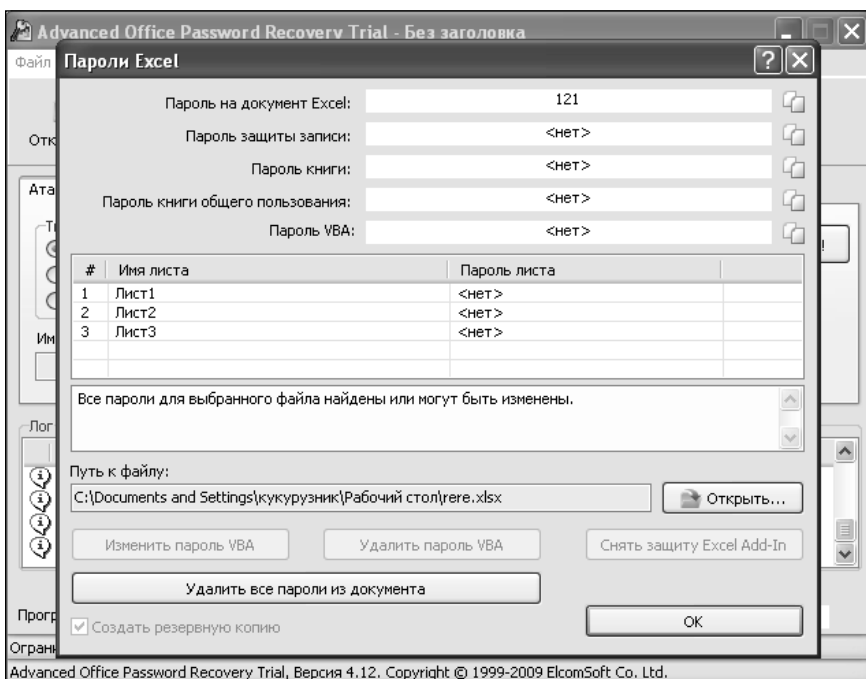 Advanced Office Password Recovery Trial - Без заголовка
Файл
Пароли Excel
Пароль на документ Excel: 121
Пароль защиты записи: <нет>
Пароль книги: <нет>
Пароль книги общего пользования: <нет>
Пароль VBA: <нет>
# Имя листа Пароль листа
1 Лист1 <нет>
2 Лист2 <нет>
3 Лист3 <нет>
Все пароли для выбранного файла найдены или могут быть изменены.
Лог
Путь к файлу:
C:\Documents and Settings\кукурузник\Рабочий стол\rere.xlsx
Открыть...
Изменить пароль VBA Удалить пароль VBA Снять защиту Excel Add-In
Удалить все пароли из документа
Создать резервную копию
OK
Advanced Office Password Recovery Trial, Версия 4.12. Copyright © 1999-2009 ElcomSoft Co. Ltd.